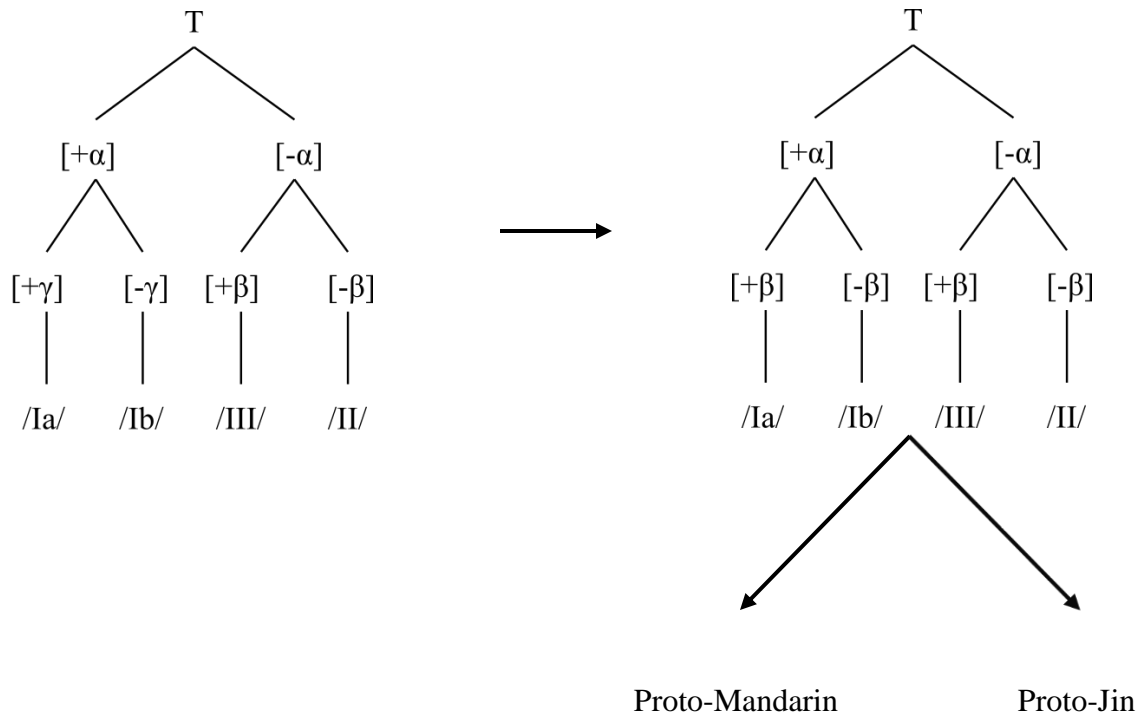 T
[+α] [-α]
[+γ] [-γ] [+β] [-β]
/Ia/ /Ib/ /III/ /II/
T
[+α] [-α]
[+β] [-β] [+β] [-β]
/Ia/ /Ib/ /III/ /II/
Proto-Mandarin Proto-Jin